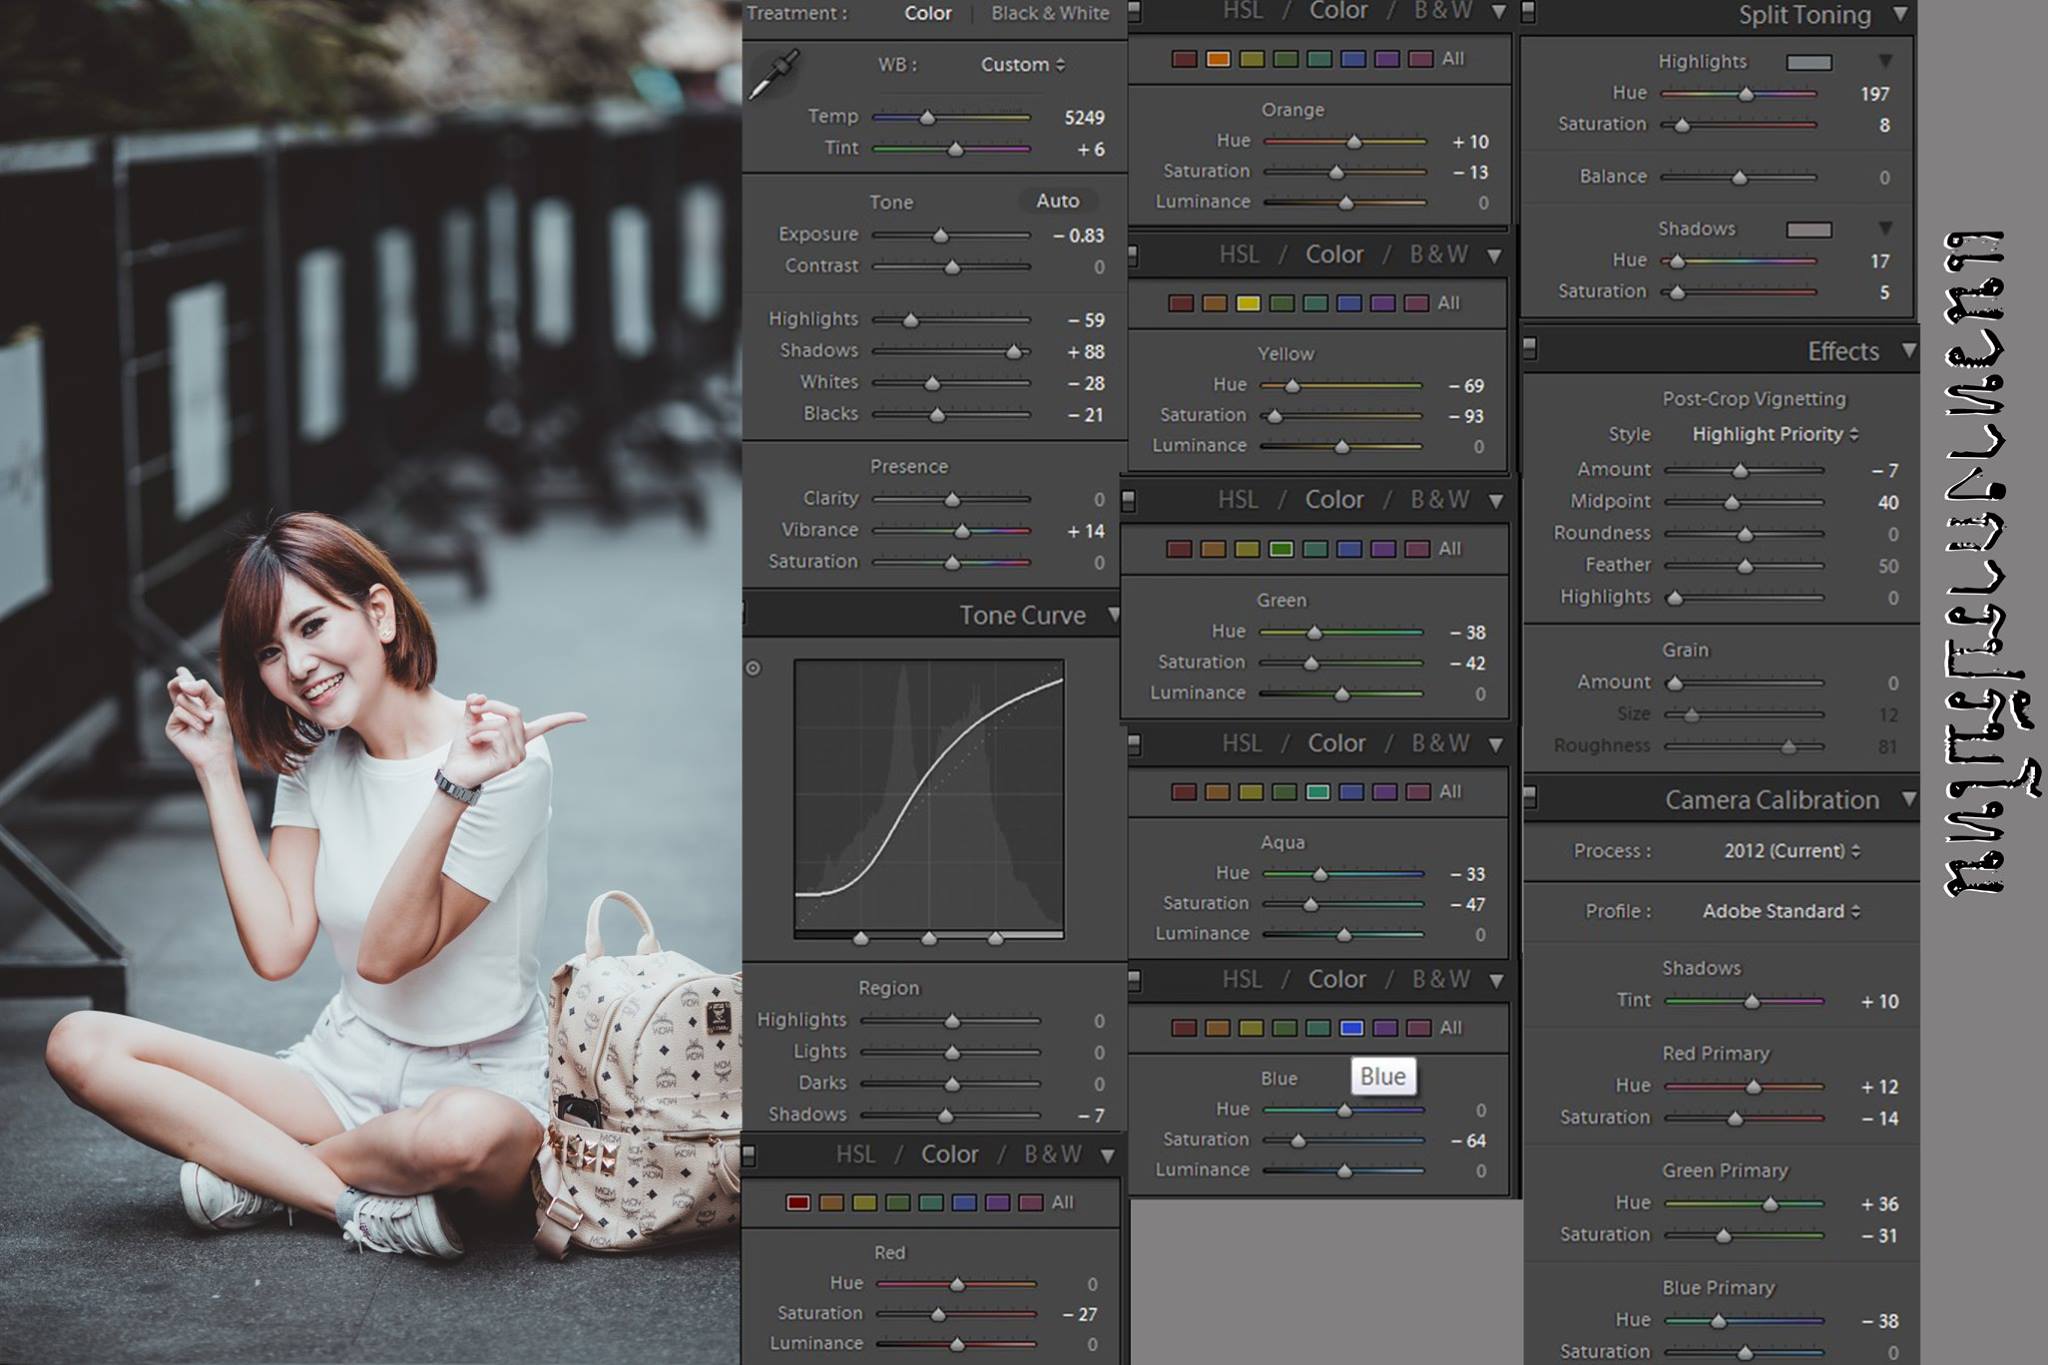 Treatment : Color Black & White
WB : Custom
Temp 5249
Tint + 6
Tone Auto
Exposure – 0.83
Contrast 0
Highlights – 59
Shadows + 88
Whites – 28
Blacks – 21
Presence
Clarity 0
Vibrance + 14
Saturation 0
Tone Curve
Region
Highlights 0
Lights 0
Darks 0
Shadows – 7
HSL / Color / B & W
All
Red
Hue 0
Saturation – 27
Luminance 0
HSL / Color / B & W
All
Orange
Hue + 10
Saturation – 13
Luminance 0
HSL / Color / B & W
All
Yellow
Hue – 69
Saturation – 93
Luminance 0
HSL / Color / B & W
All
Green
Hue – 38
Saturation – 42
Luminance 0
HSL / Color / B & W
All
Aqua
Hue – 33
Saturation – 47
Luminance 0
HSL / Color / B & W
All
Blue Blue
Hue 0
Saturation – 64
Luminance 0
Split Toning
Highlights
Hue 197
Saturation 8
Balance 0
Shadows
Hue 17
Saturation 5
Effects
Post-Crop Vignetting
Style Highlight Priority
Amount – 7
Midpoint 40
Roundness 0
Feather 50
Highlights 0
Grain
Amount 0
Size 12
Roughness 81
Camera Calibration
Process : 2012 (Current)
Profile : Adobe Standard
Shadows
Tint + 10
Red Primary
Hue + 12
Saturation – 14
Green Primary
Hue + 36
Saturation – 31
Blue Primary
Hue – 38
Saturation 0
MCM